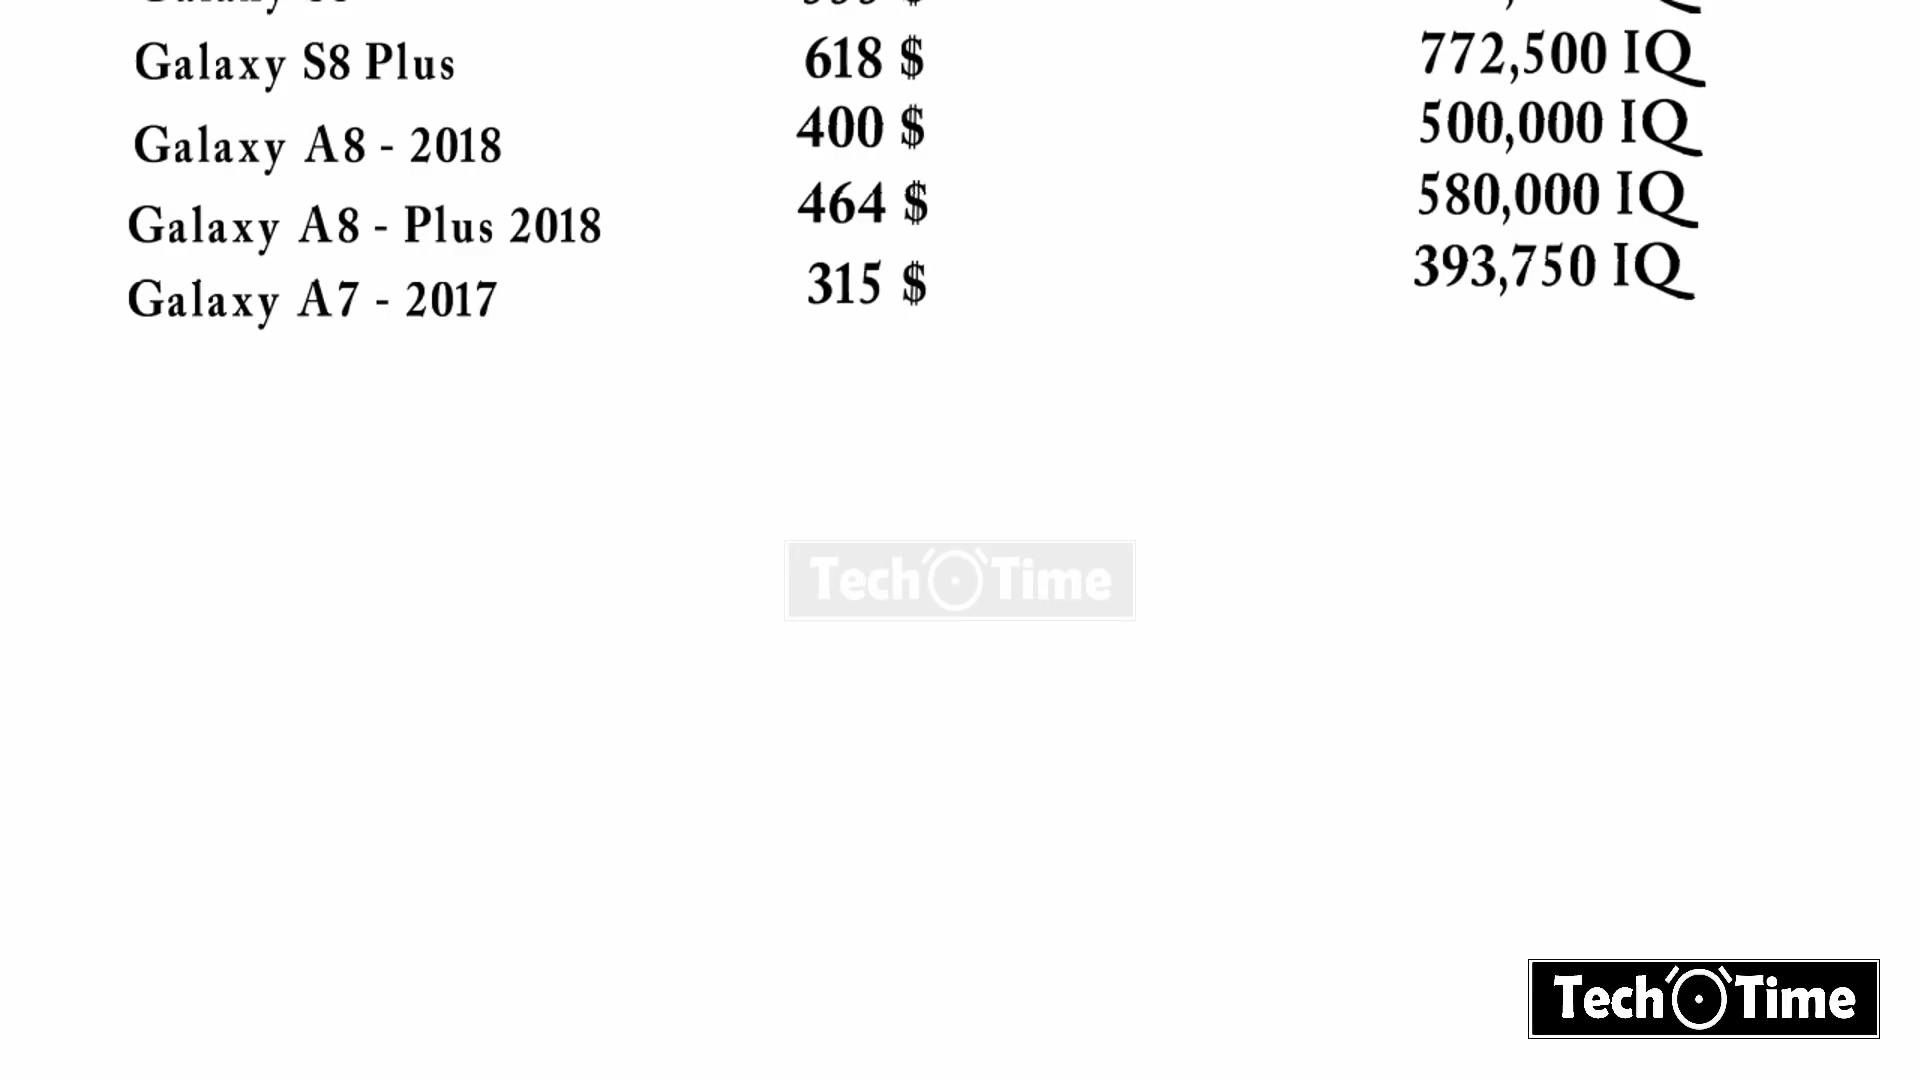 Galaxy S8 Plus 618 $ 772,500 IQ
Galaxy A8 - 2018 400 $ 500,000 IQ
Galaxy A8 - Plus 2018 464 $ 580,000 IQ
Galaxy A7 - 2017 315 $ 393,750 IQ
Tech Time
Tech Time